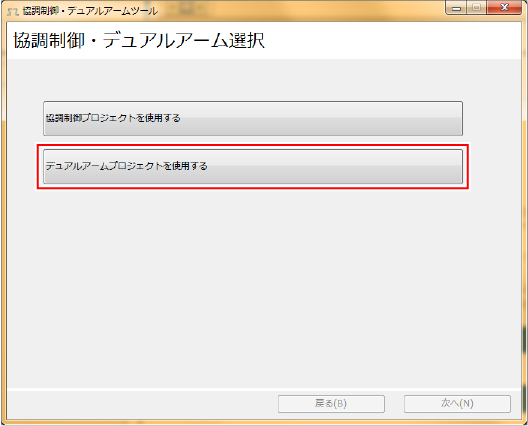 協調制御・デュアルアームツール
協調制御・デュアルアーム選択
協調制御プロジェクトを使用する
デュアルアームプロジェクトを使用する
戻る(B)
次へ(N)